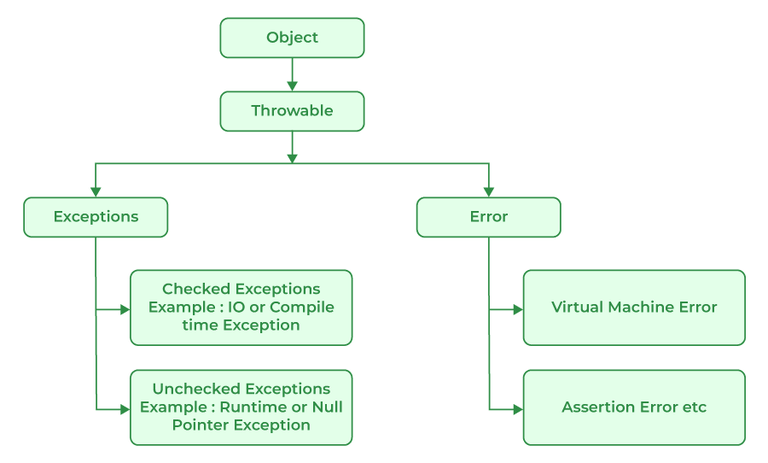 Object
Throwable
Exceptions
Error
Checked Exceptions
Example : IO or Compile
time Exception
Virtual Machine Error
Unchecked Exceptions
Example : Runtime or Null
Pointer Exception
Assertion Error etc